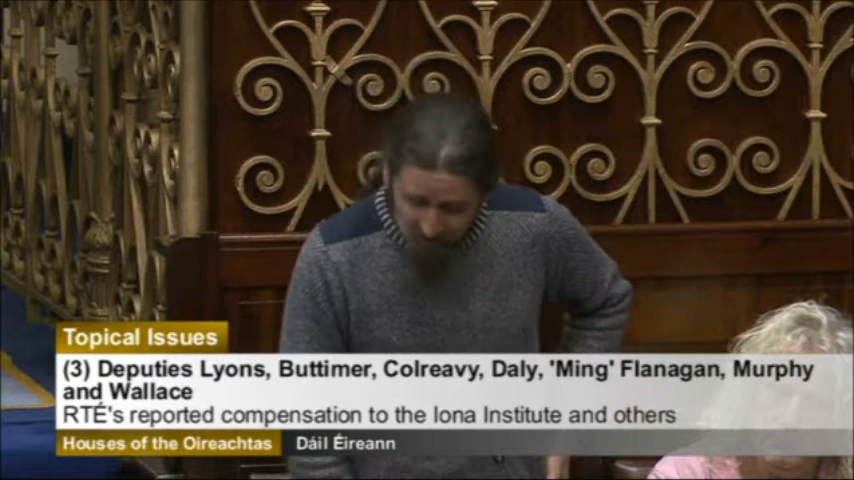 Topical Issues
(3) Deputies Lyons, Buttimer, Colreavy, Daly, 'Ming' Flanagan, Murphy
and Wallace
RTÉ's reported compensation to the Iona Institute and others
Houses of the Oireachtas Dáil Éireann